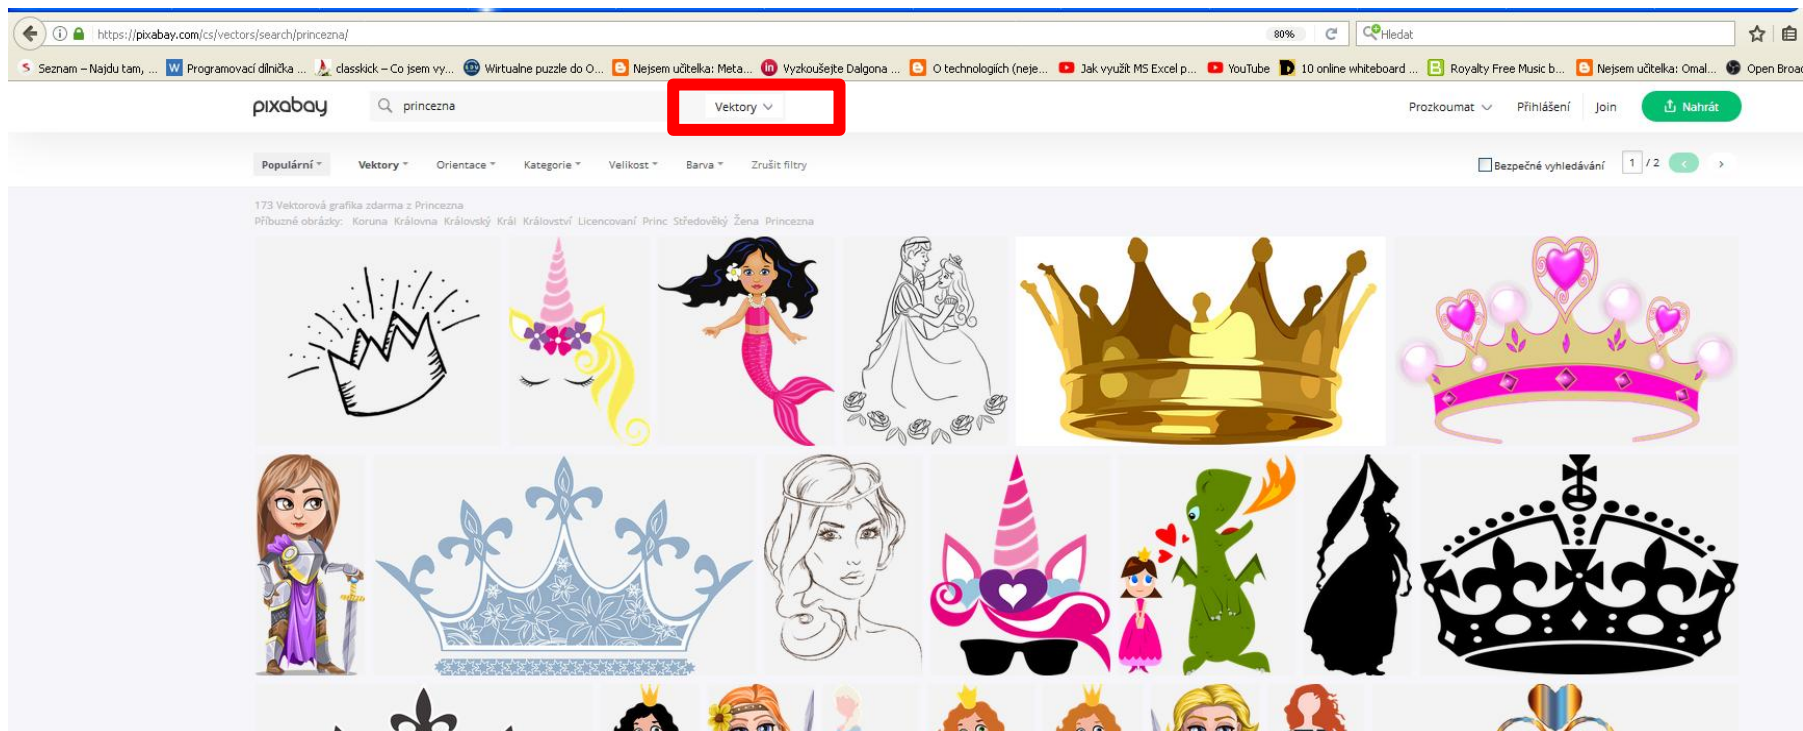 https://pixabay.com/cs/vectors/search/princezna/ 80% Hledat
Seznam – Najdu tam, ... Programovací dílnička ... classkick – Co jsem vy... Wirtualne puzzle do O... Nejsem učitelka: Meta... Vyzkoušejte Dalgona ... O technologiích (neje... Jak využít MS Excel p... YouTube 10 online whiteboard ... Royalty Free Music b... Nejsem učitelka: Omal... Open Broad
pixabay princezna Vektory Prozkoumat Přihlášení Join Nahrát
Populární Vektory Orientace Kategorie Velikost Barva Zrušit filtry Bezpečné vyhledávání 1 / 2
173 Vektorová grafika zdarma z Princezna
Příbuzné obrázky: Koruna Královna Královský Král Království Licencovaní Princ Středověký Žena Princezna